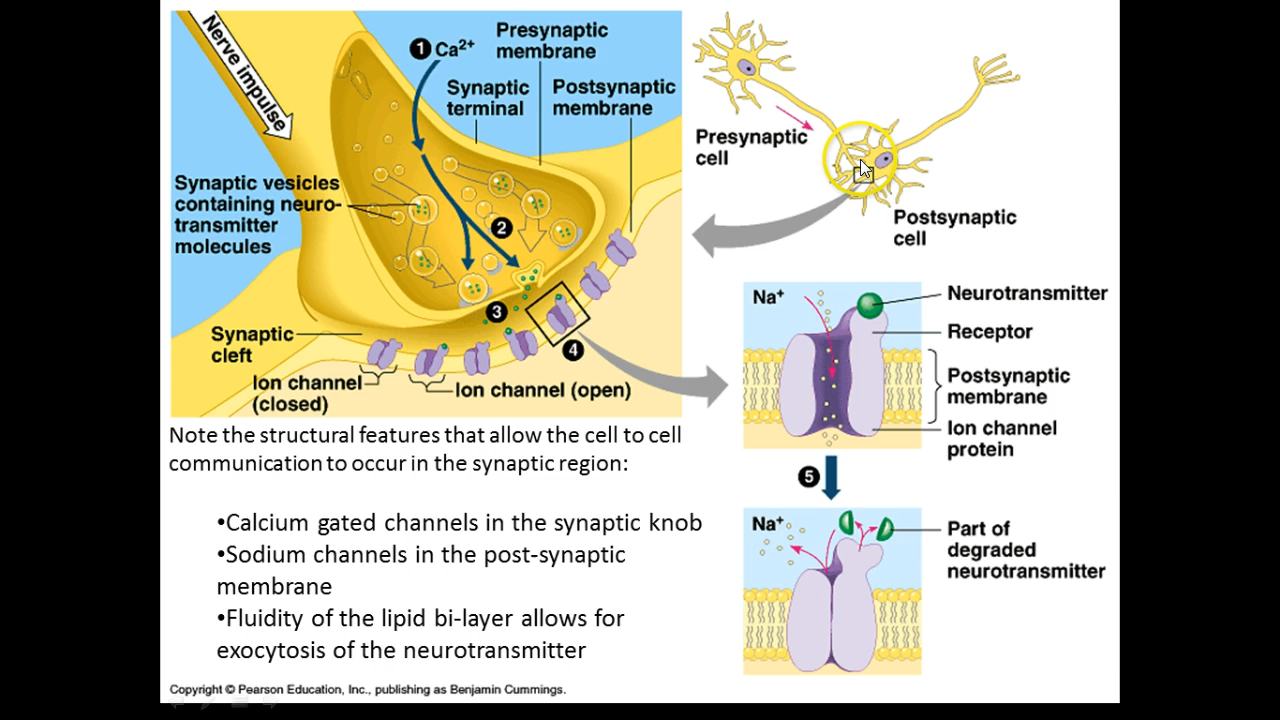 Nerve impulse
1 Ca²⁺
Presynaptic
membrane
Synaptic
terminal
Postsynaptic
membrane
Synaptic vesicles
containing neuro-
transmitter
molecules
2
3
4
Synaptic
cleft
Ion channel
(closed)
Ion channel (open)
Presynaptic
cell
Postsynaptic
cell
Na⁺
Neurotransmitter
Receptor
Postsynaptic
membrane
Ion channel
protein
5
Na⁺
Part of
degraded
neurotransmitter
Note the structural features that allow the cell to cell
communication to occur in the synaptic region:
•Calcium gated channels in the synaptic knob
•Sodium channels in the post-synaptic
membrane
•Fluidity of the lipid bi-layer allows for
exocytosis of the neurotransmitter
Copyright © Pearson Education, Inc., publishing as Benjamin Cummings.